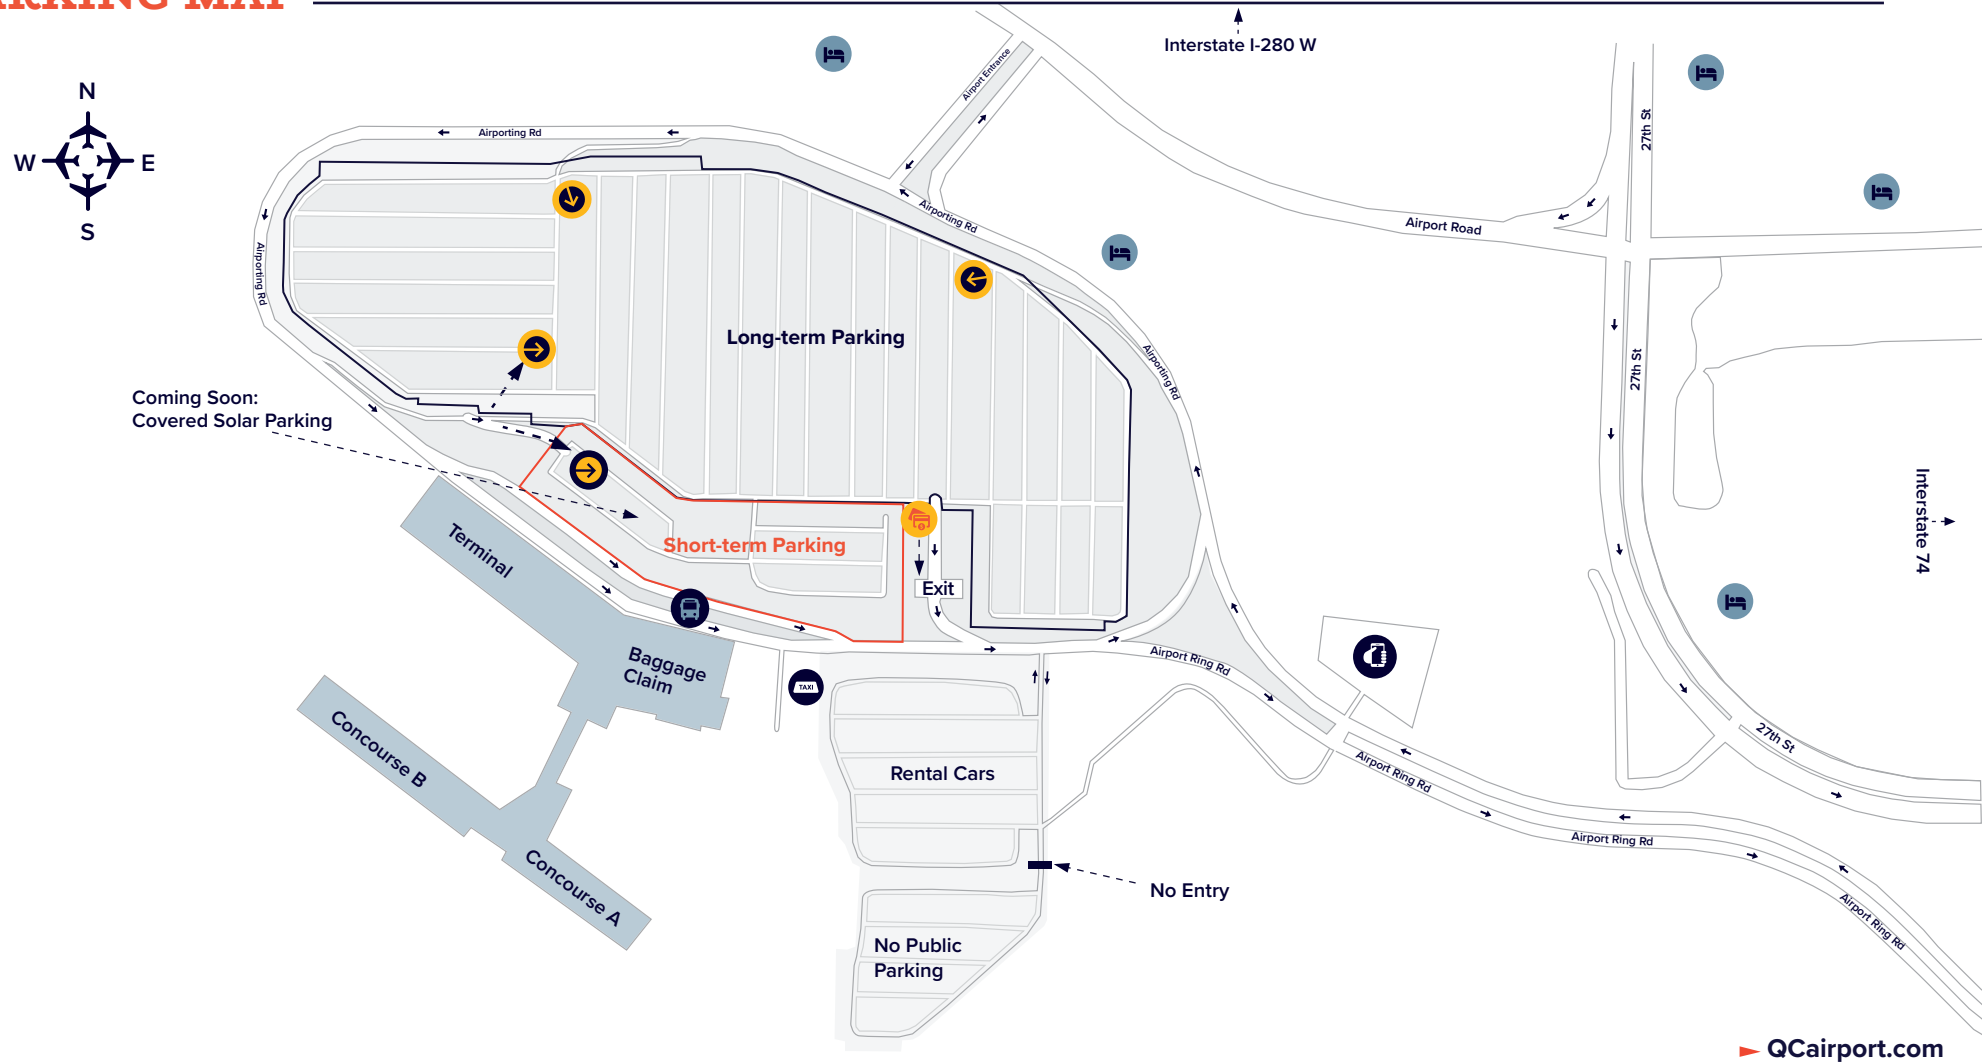 Interstate I-280 W
N
W
E
S
Airporting Rd
Airport Entrance
27th St
Airporting Rd
Airport Road
Airporting Rd
Long-term Parking
Airporting Rd
27th St
Coming Soon:
Covered Solar Parking
Interstate 74
Terminal
Short-term Parking
Exit
Baggage
Claim
Airport Ring Rd
TAXI
Concourse B
Rental Cars
27th St
Airport Ring Rd
Airport Ring Rd
Concourse A
No Entry
Airport Ring Rd
No Public
Parking
QCairport.com